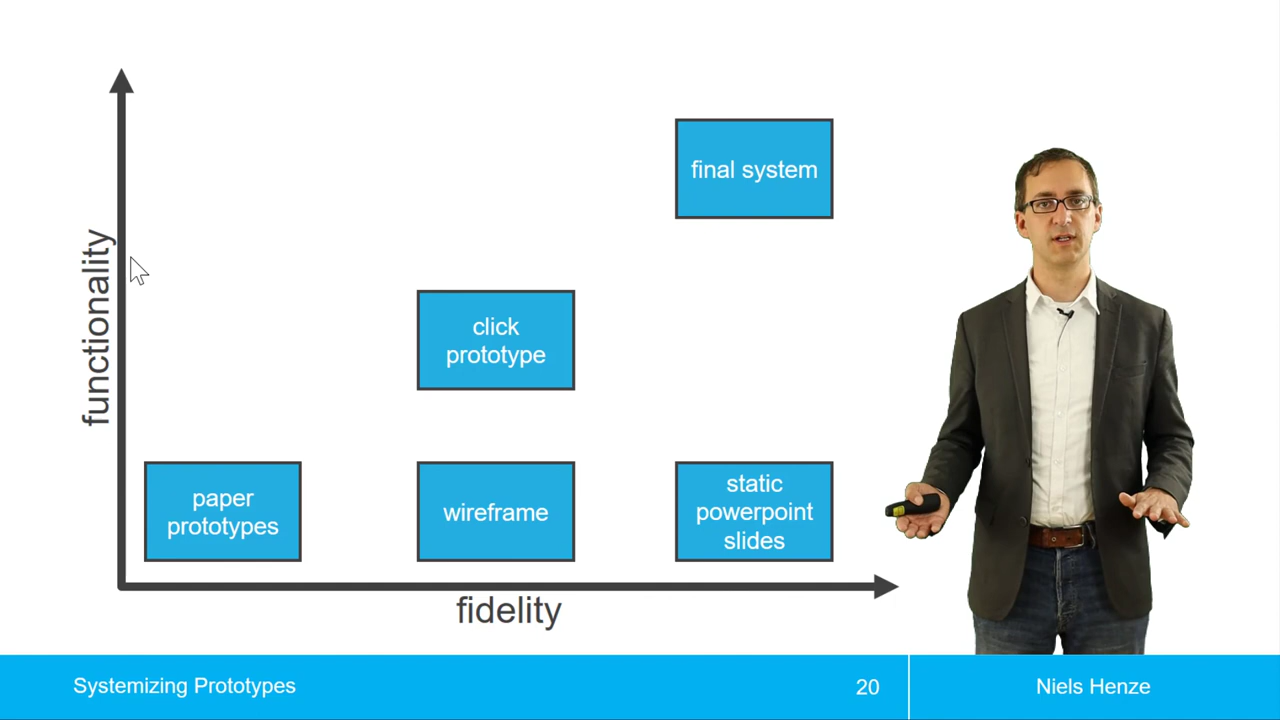 functionality
final system
click
prototype
paper
prototypes
wireframe
static
powerpoint
slides
fidelity
Systemizing Prototypes
20
Niels Henze